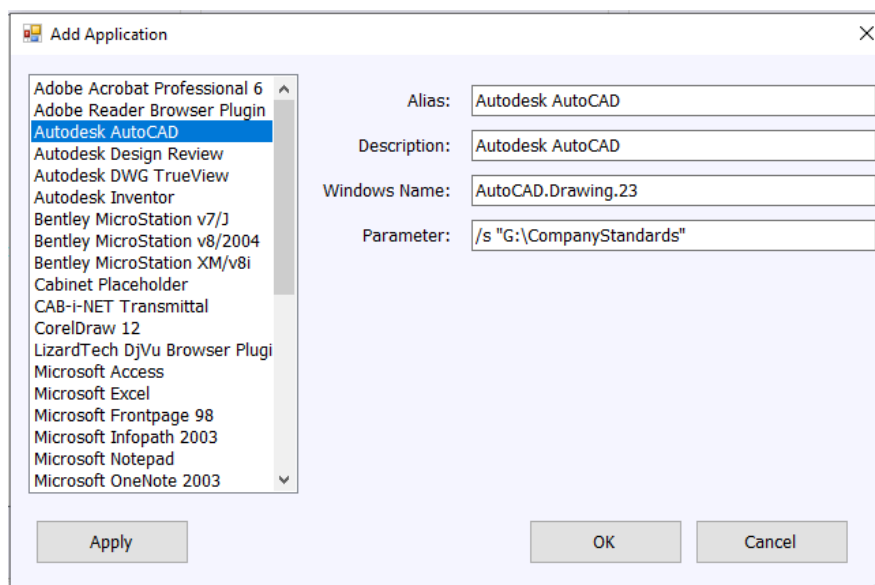 Add Application
Adobe Acrobat Professional 6
Adobe Reader Browser Plugin
Autodesk AutoCAD
Autodesk Design Review
Autodesk DWG TrueView
Autodesk Inventor
Bentley MicroStation v7/J
Bentley MicroStation v8/2004
Bentley MicroStation XM/v8i
Cabinet Placeholder
CAB-i-NET Transmittal
CorelDraw 12
LizardTech DjVu Browser Plugi
Microsoft Access
Microsoft Excel
Microsoft Frontpage 98
Microsoft Infopath 2003
Microsoft Notepad
Microsoft OneNote 2003
Alias: Autodesk AutoCAD
Description: Autodesk AutoCAD
Windows Name: AutoCAD.Drawing.23
Parameter: /s "G:\CompanyStandards"
Apply OK Cancel